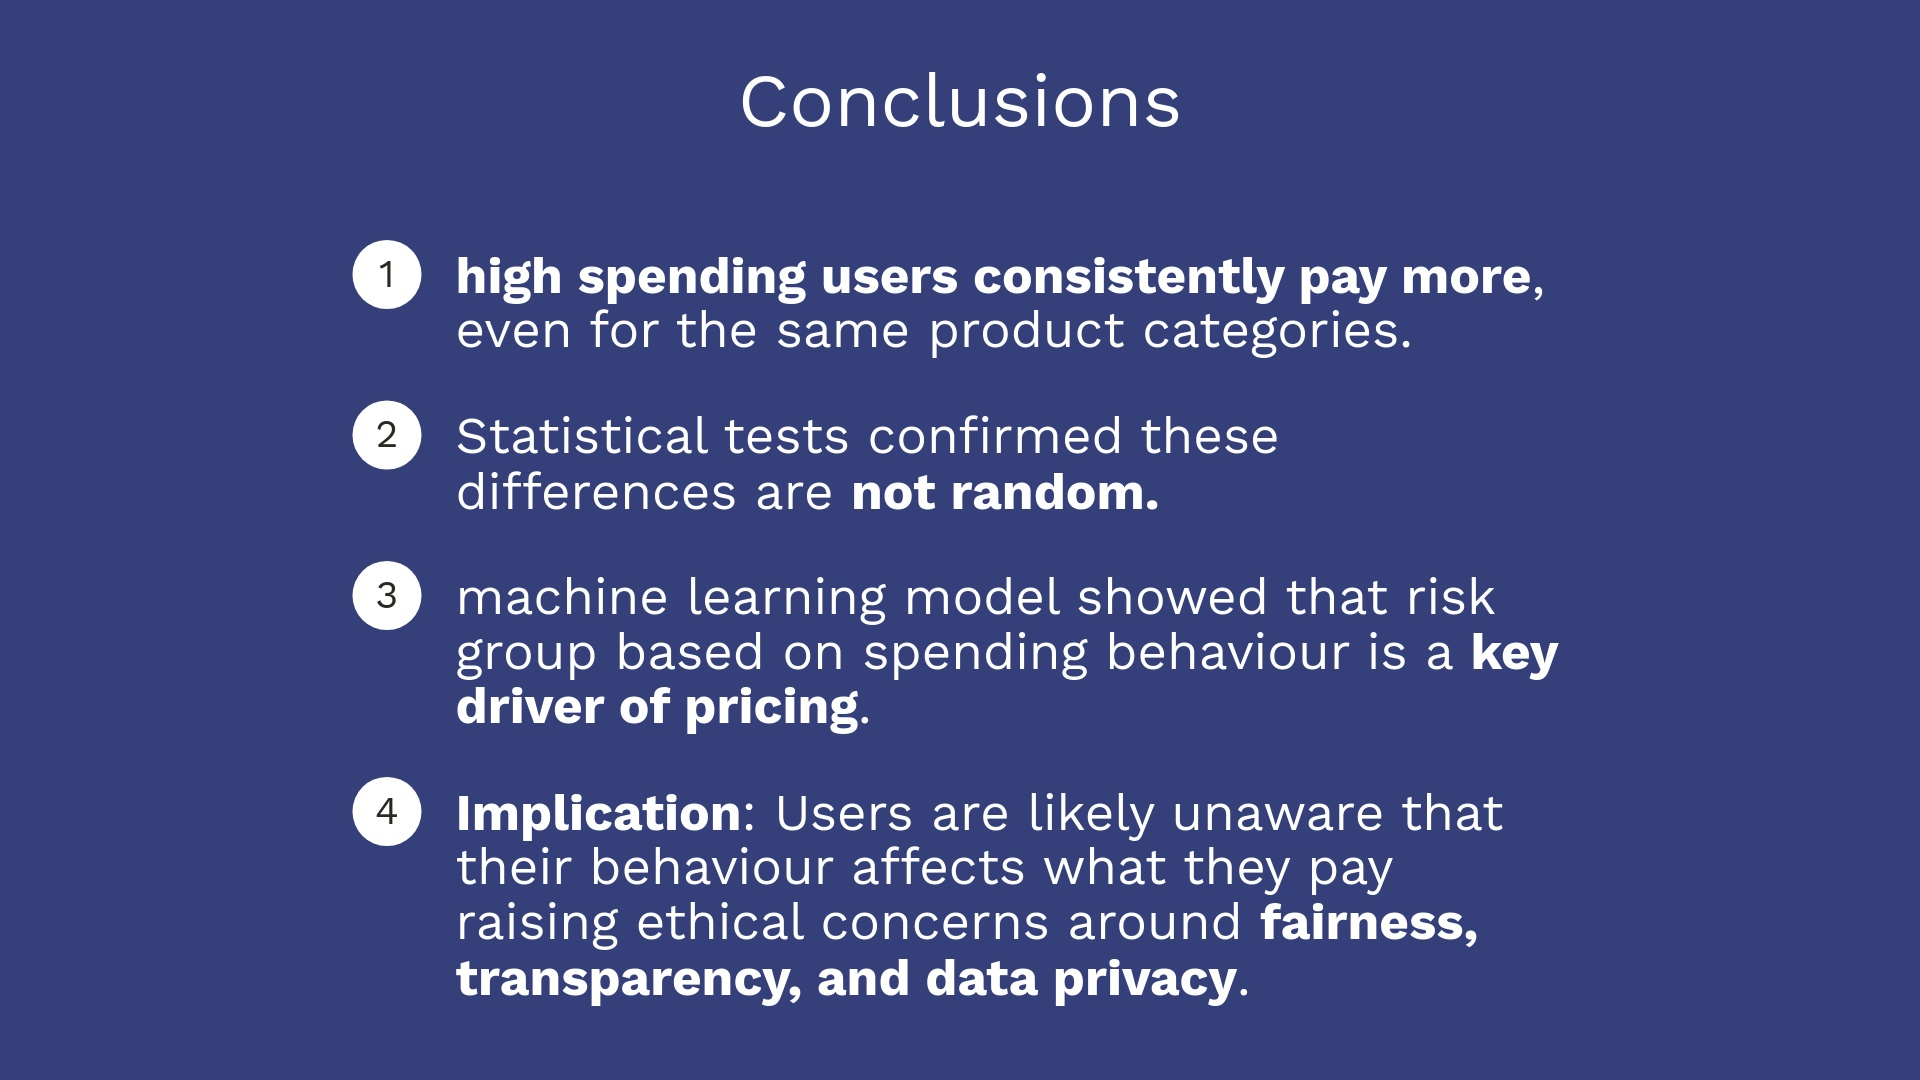 Conclusions
1
high spending users consistently pay more,
even for the same product categories.
2
Statistical tests confirmed these
differences are not random.
3
machine learning model showed that risk
group based on spending behaviour is a key
driver of pricing.
4
Implication: Users are likely unaware that
their behaviour affects what they pay
raising ethical concerns around fairness,
transparency, and data privacy.